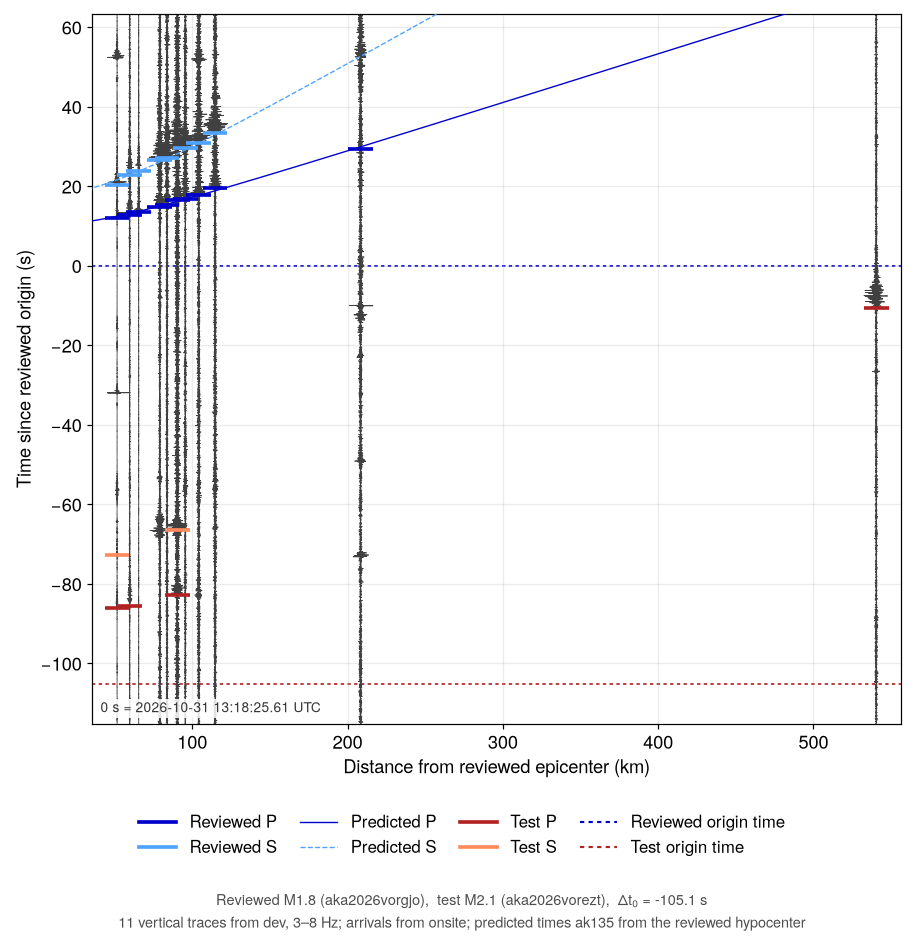 60
40
20
0
−20
−40
−60
−80
−100
Time since reviewed origin (s)
0 s = 2026-10-31 13:18:25.61 UTC
100 200 300 400 500
Distance from reviewed epicenter (km)
Reviewed P Predicted P Test P Reviewed origin time
Reviewed S Predicted S Test S Test origin time
Reviewed M1.8 (aka2026vorgjo), test M2.1 (aka2026vorezt), Δt₀ = -105.1 s
11 vertical traces from dev, 3–8 Hz; arrivals from onsite; predicted times ak135 from the reviewed hypocenter